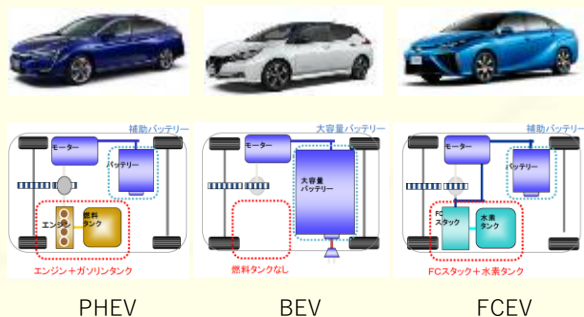 補助バッテリー
モーター
バッテリー
エンジン
燃料
タンク
エンジン+ガソリンタンク
PHEV
大容量バッテリー
モーター
大容量
バッテリー
燃料タンクなし
BEV
補助バッテリー
モーター
バッテリー
FC
スタック
水素
タンク
FCスタック+水素タンク
FCEV